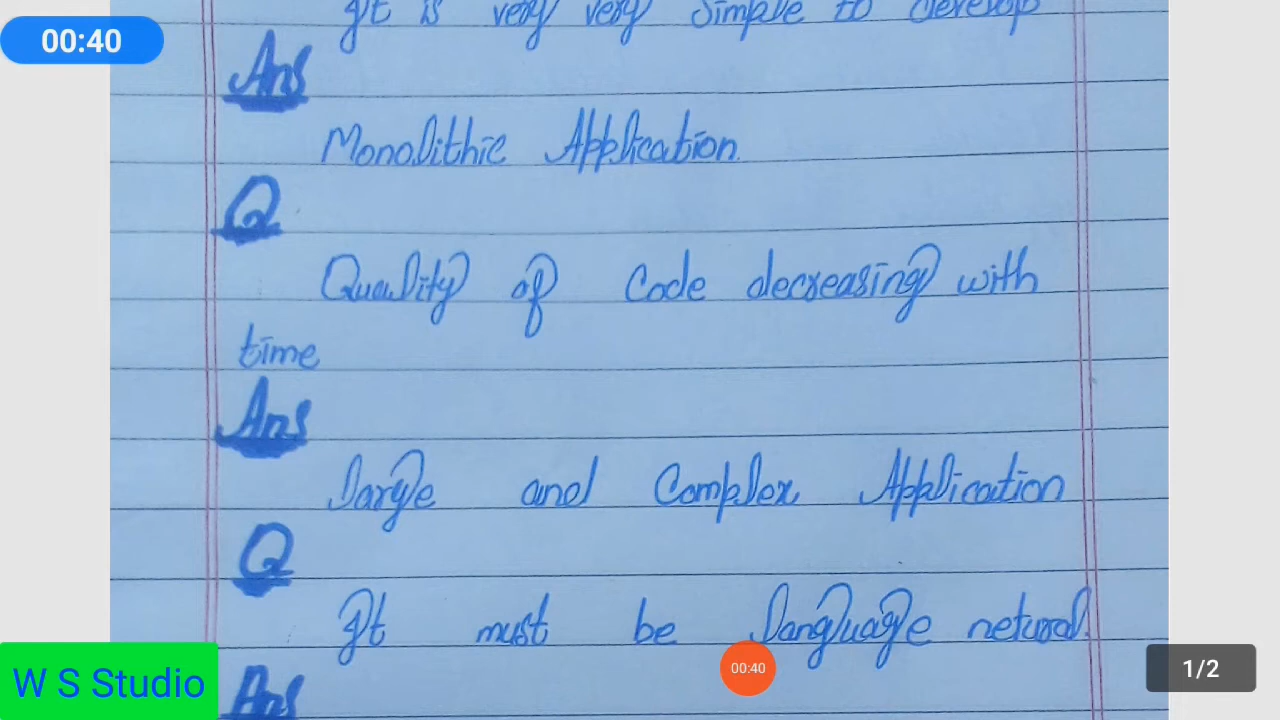 It is very very simple to develop
00:40
Ans
Monolithic Application.
Q
Quality of Code decreasing with
time
Ans
large and Complex Application
Q
It must be language netural.
00:40
1/2
W S Studio
Ans